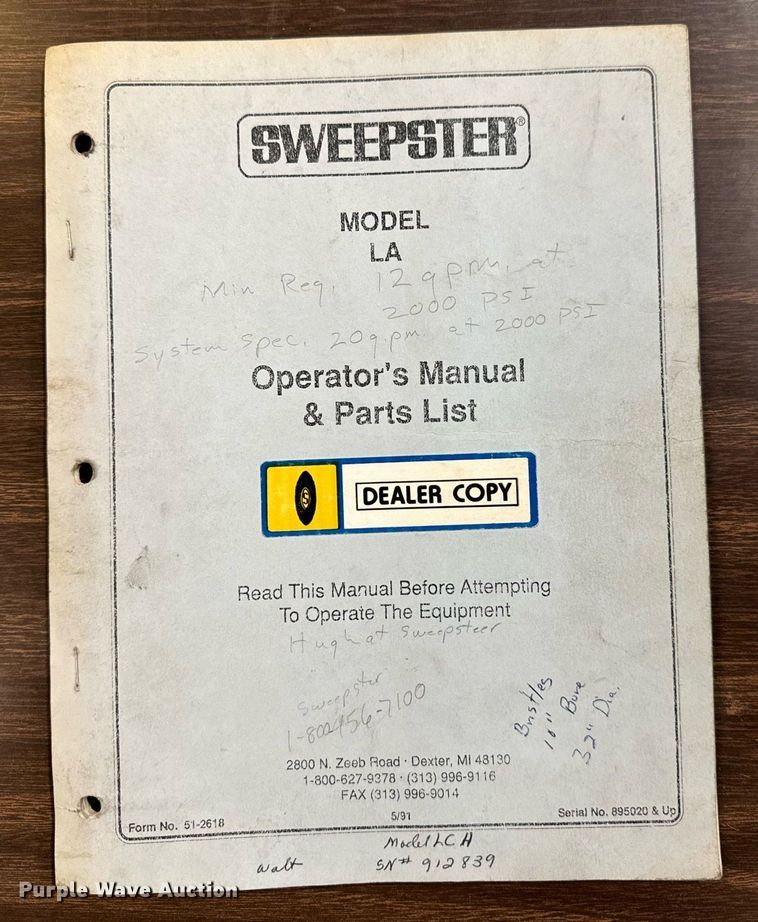 SWEEPSTER®
MODEL
LA
Min Req. 12 gpm. at
2000 PSI
System Spec. 20 g.pm at 2000 PSI
Operator's Manual
& Parts List
S
DEALER COPY
Read This Manual Before Attempting
To Operate The Equipment
Hugh at Sweepsteer
Sweepster
1-800-456-7100
Bristles
10" Bore
32" Dia.
2800 N. Zeeb Road · Dexter, MI 48130
1-800-627-9378 · (313) 996-9116
FAX (313) 996-9014
Form No. 51-2618
5/91
Serial No. 895020 & Up
Model LCH
Walt
SN# 912839
Purple Wave Auction